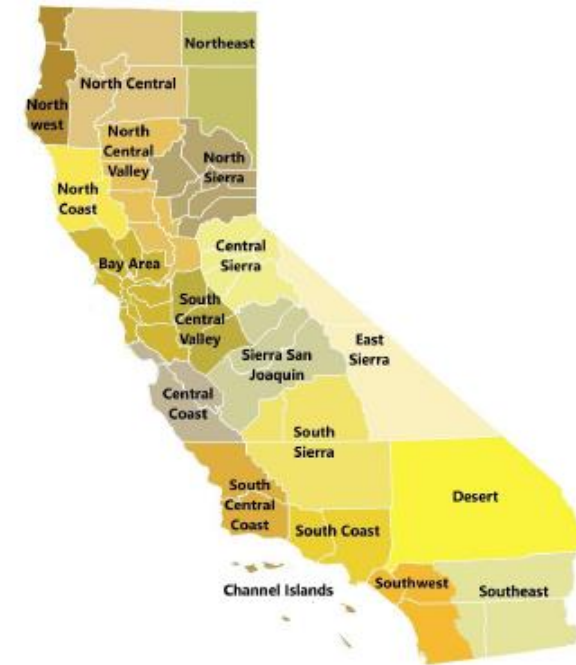 Northeast
North Central
North
west
North
Central
Valley
North
Sierra
North
Coast
Central
Sierra
Bay Area
South
Central
Valley
East
Sierra
Sierra San
Joaquin
Central
Coast
South
Sierra
South
Central
Coast
Desert
South Coast
Channel Islands
Southwest
Southeast